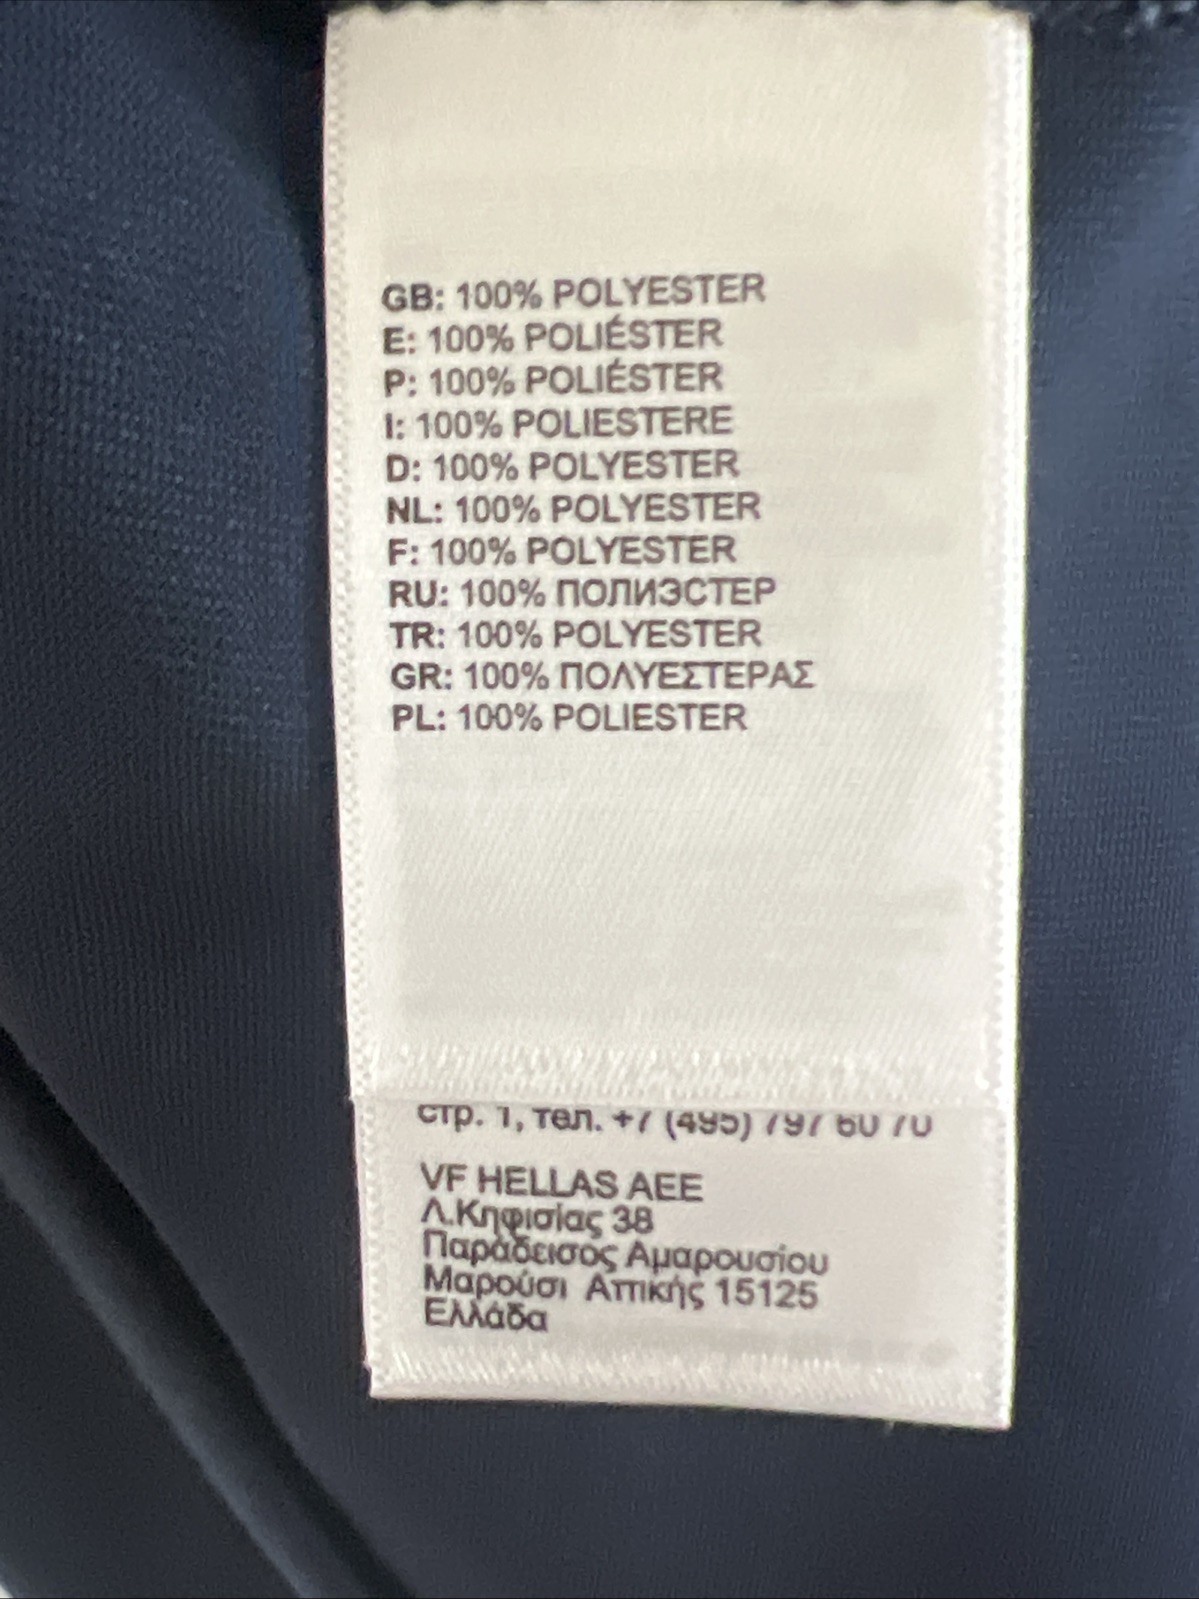 GB: 100% POLYESTER
E: 100% POLIÉSTER
P: 100% POLIÉSTER
I: 100% POLIESTERE
D: 100% POLYESTER
NL: 100% POLYESTER
F: 100% POLYESTER
RU: 100% ПОЛИЭСТЕР
TR: 100% POLYESTER
GR: 100% ΠΟΛΥΕΣΤΕΡΑΣ
PL: 100% POLIESTER
стр. 1, тел. +7 (495) 797 60 70
VF HELLAS AEE
Λ.Κηφισίας 38
Παράδεισος Αμαρουσίου
Μαρούσι Αττικής 15125
Ελλάδα